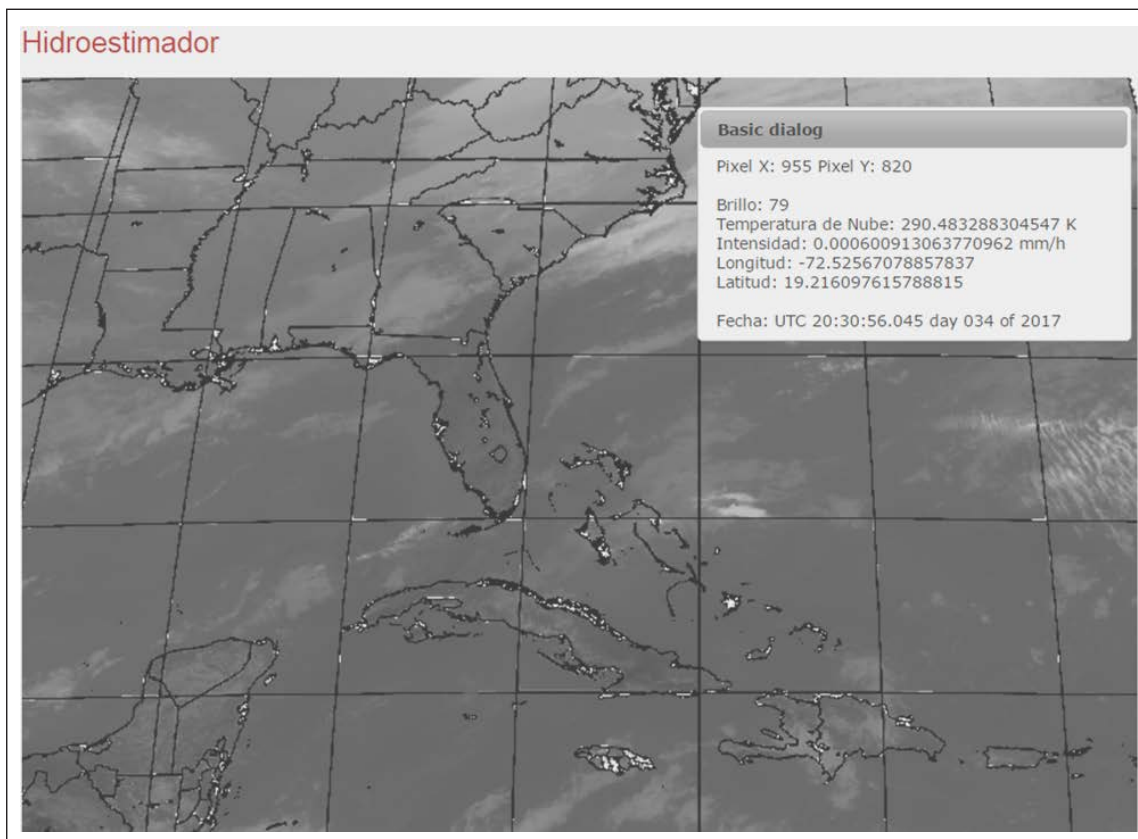 Hidroestimador
Basic dialog
Pixel X: 955 Pixel Y: 820
Brillo: 79
Temperatura de Nube: 290.483288304547 K
Intensidad: 0.000600913063770962 mm/h
Longitud: -72.52567078857837
Latitud: 19.216097615788815
Fecha: UTC 20:30:56.045 day 034 of 2017